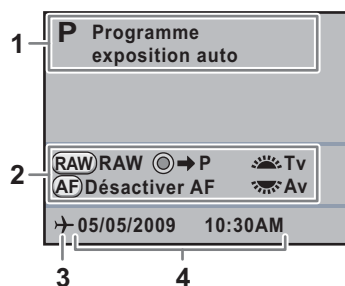 1
P Programme
exposition auto
2
RAW RAW ➔ P Tv
AF Désactiver AF Av
05/05/2009 10:30AM
3 4